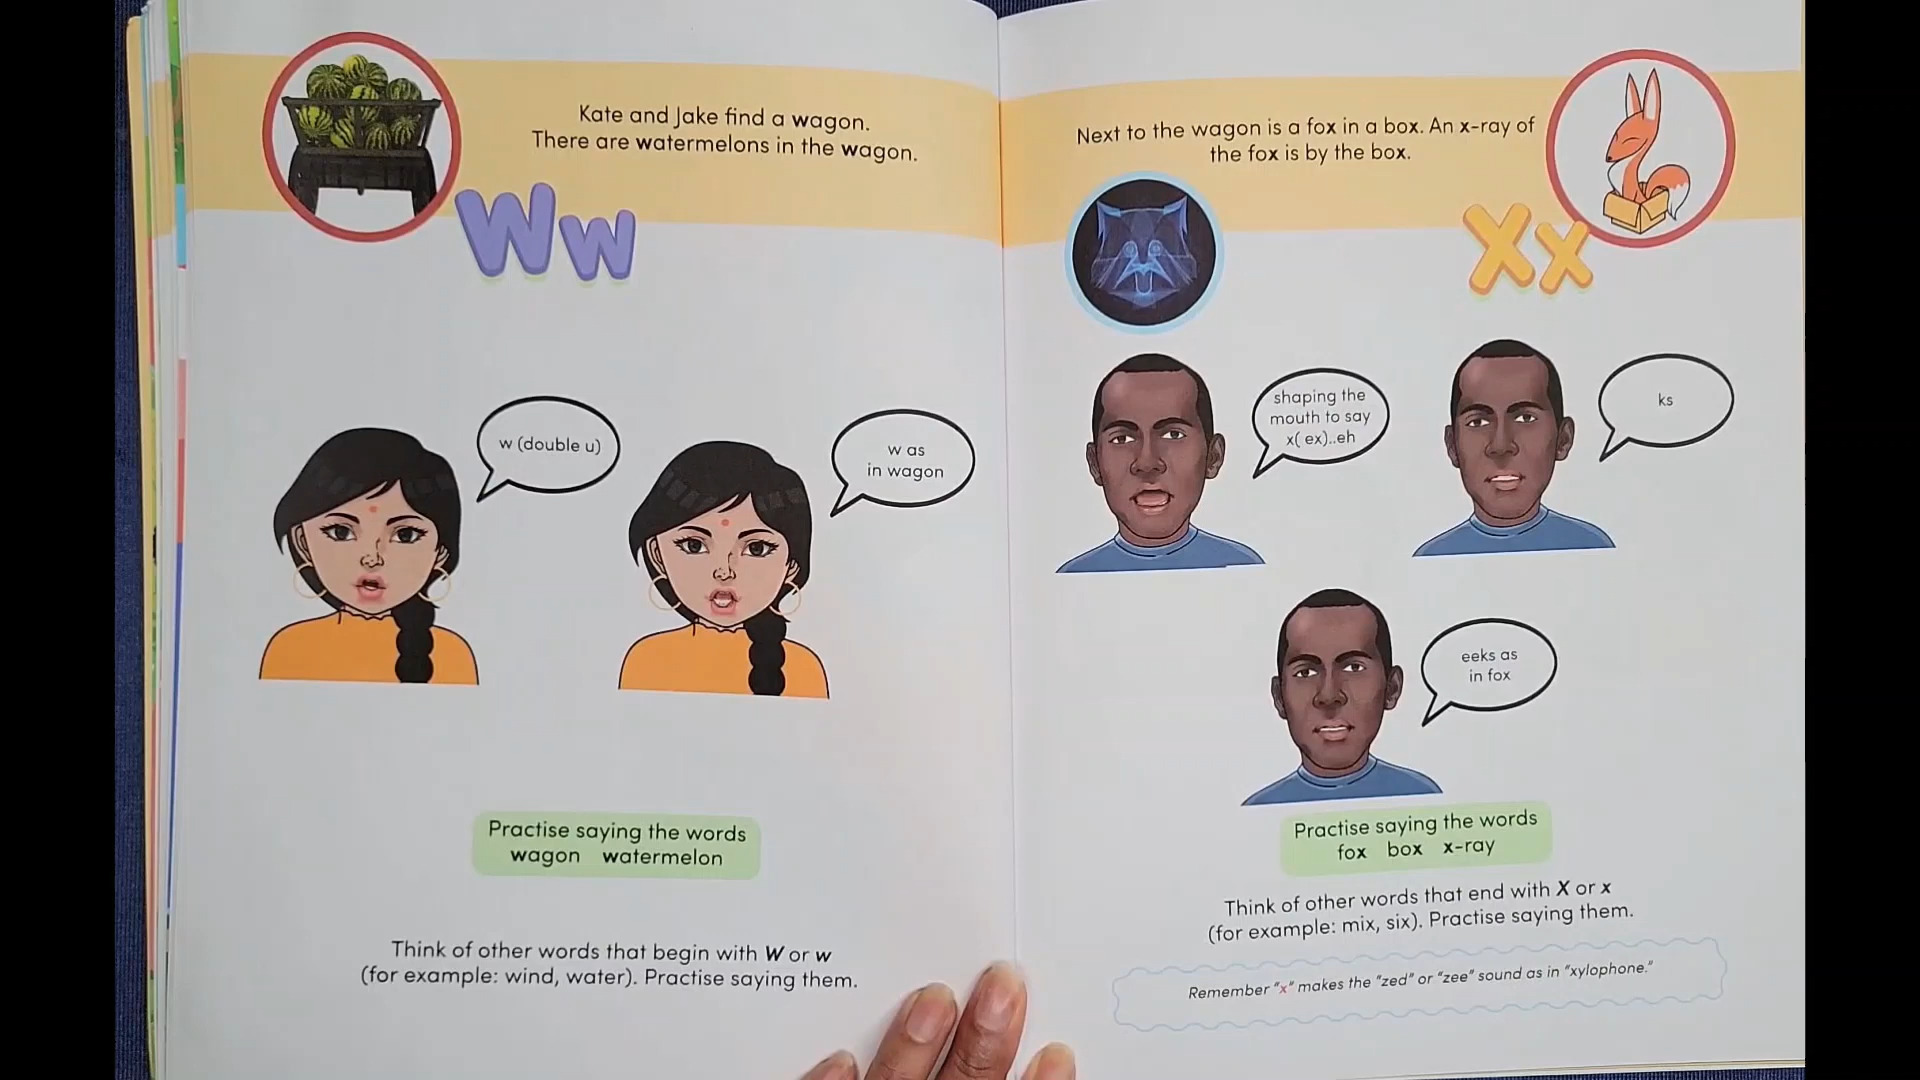 Kate and Jake find a wagon.
There are watermelons in the wagon.
Ww
w (double u)
w as
in wagon
Practise saying the words
wagon watermelon
Think of other words that begin with W or w
(for example: wind, water). Practise saying them.
Next to the wagon is a fox in a box. An x-ray of
the fox is by the box.
Xx
shaping the
mouth to say
x( ex)..eh
ks
eeks as
in fox
Practise saying the words
fox box x-ray
Think of other words that end with X or x
(for example: mix, six). Practise saying them.
Remember "x" makes the "zed" or "zee" sound as in "xylophone."